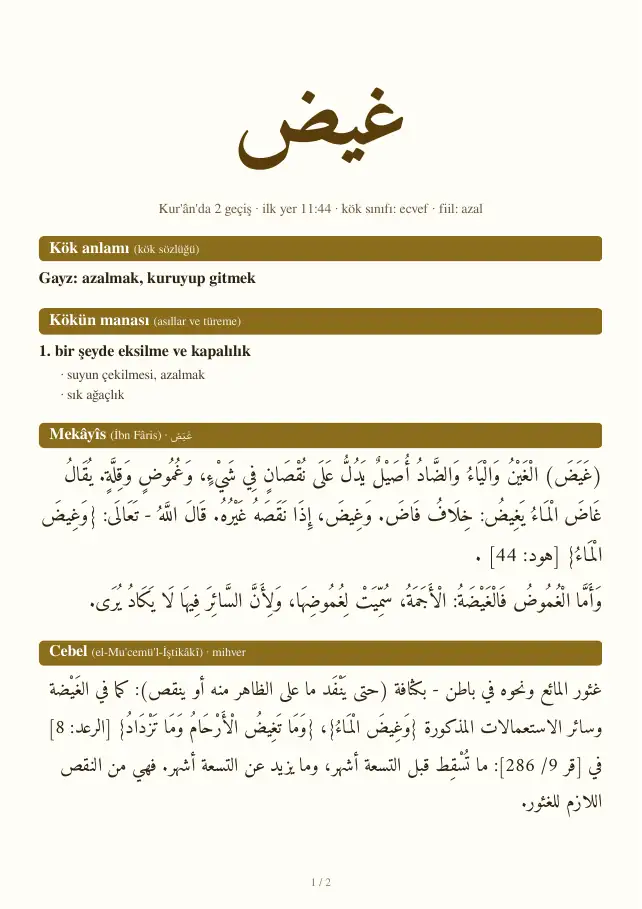 غيض
Kur'ân'da 2 geçiş · ilk yer 11:44 · kök sınıfı: ecvef · fiil: azal
Kök anlamı (kök sözlüğü)
Gayz: azalmak, kuruyup gitmek
Kökün manası (asıllar ve türeme)
1. bir şeyde eksilme ve kapalılık
· suyun çekilmesi, azalmak
· sık ağaçlık
Mekâyîs (İbn Fâris) · غَيَضَ
(غَيَضَ) الْغَيْنُ وَالْيَاءُ وَالضَّادُ أُصَيْلٌ يَدُلُّ عَلَى نُقْصَانٍ فِي شَيْءٍ، وَغُمُوضٍ وَقِلَّةٍ. يُقَالُ
غَاضَ الْمَاءُ يَغِيضُ: خِلَافُ فَاضَ. وَغِيضَ، إِذَا نَقَصَهُ غَيْرُهُ. قَالَ اللَّهُ - تَعَالَى: {وَغِيضَ
الْمَاءُ} [هود: 44] .
وَأَمَّا الْغُمُوضُ فَالْغَيْضَةُ: الْأَجَمَةُ، سُمِّيَتْ لِغُمُوضِهَا، وَلِأَنَّ السَّائِرَ فِيهَا لَا يَكَادُ يُرَى.
Cebel (el-Mu'cemü'l-İştikâkî) · mihver
غئور المائع ونحوه في باطن - بكثافة (حتى يَنْفَد ما على الظاهر منه أو ينقص): كما في الغَيْضة
وسائر الاستعمالات المذكورة {وَغِيضَ الْمَاءُ}، {وَمَا تَغِيضُ الْأَرْحَامُ وَمَا تَزْدَادُ} [الرعد: 8]
في [قر 9/ 286]: ما تُسْقِط قبل التسعة أشهر، وما يزيد عن التسعة أشهر. فهي من النقص
اللازم للغئور.
1 / 2